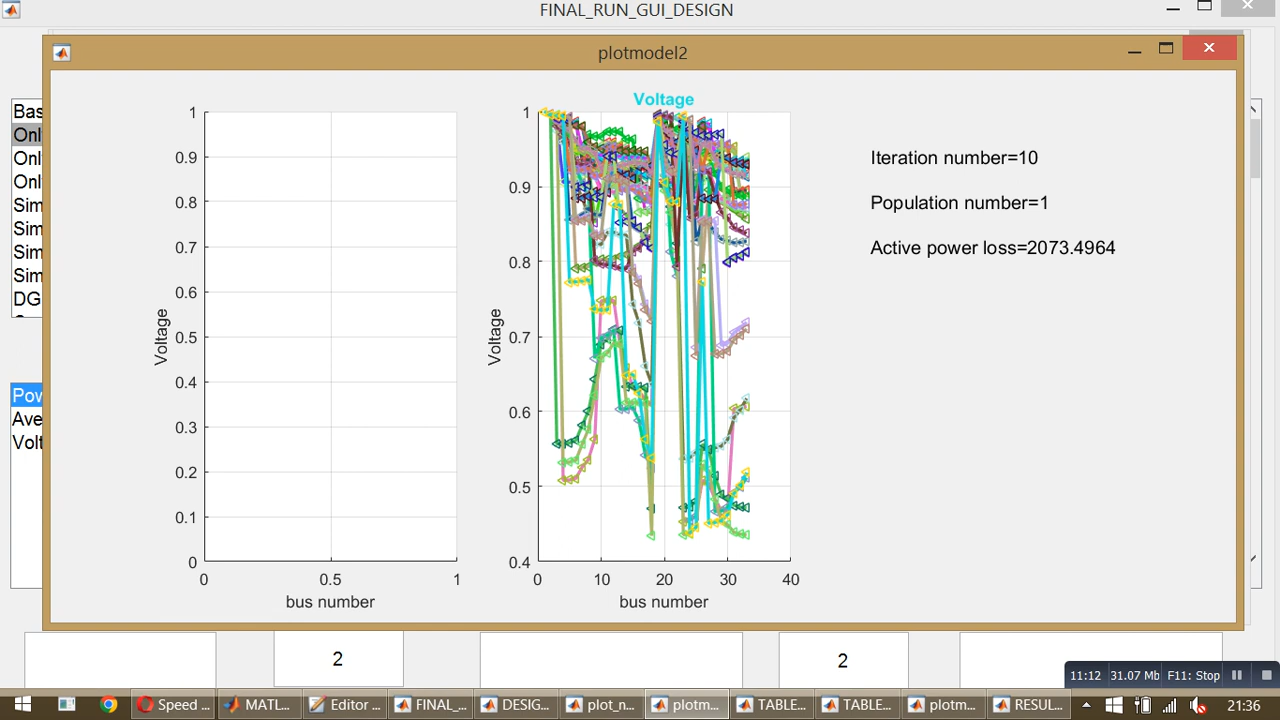 FINAL_RUN_GUI_DESIGN
plotmodel2
Bas
Onl
Onl
Onl
Sim
Sim
Sim
Sim
DG
Pow
Ave
Volt
Voltage
1
0.9
0.8
0.7
0.6
0.5
0.4
0.3
0.2
0.1
0
0 0.5 1
bus number
Voltage
Voltage
1
0.9
0.8
0.7
0.6
0.5
0.4
0 10 20 30 40
bus number
Iteration number=10
Population number=1
Active power loss=2073.4964
2
2
11:12 31.07 Mb F11: Stop
Speed ... MATL... Editor ... FINAL_... DESIG... plot_n... plotm... TABLE... TABLE... plotm... RESUL... 21:36